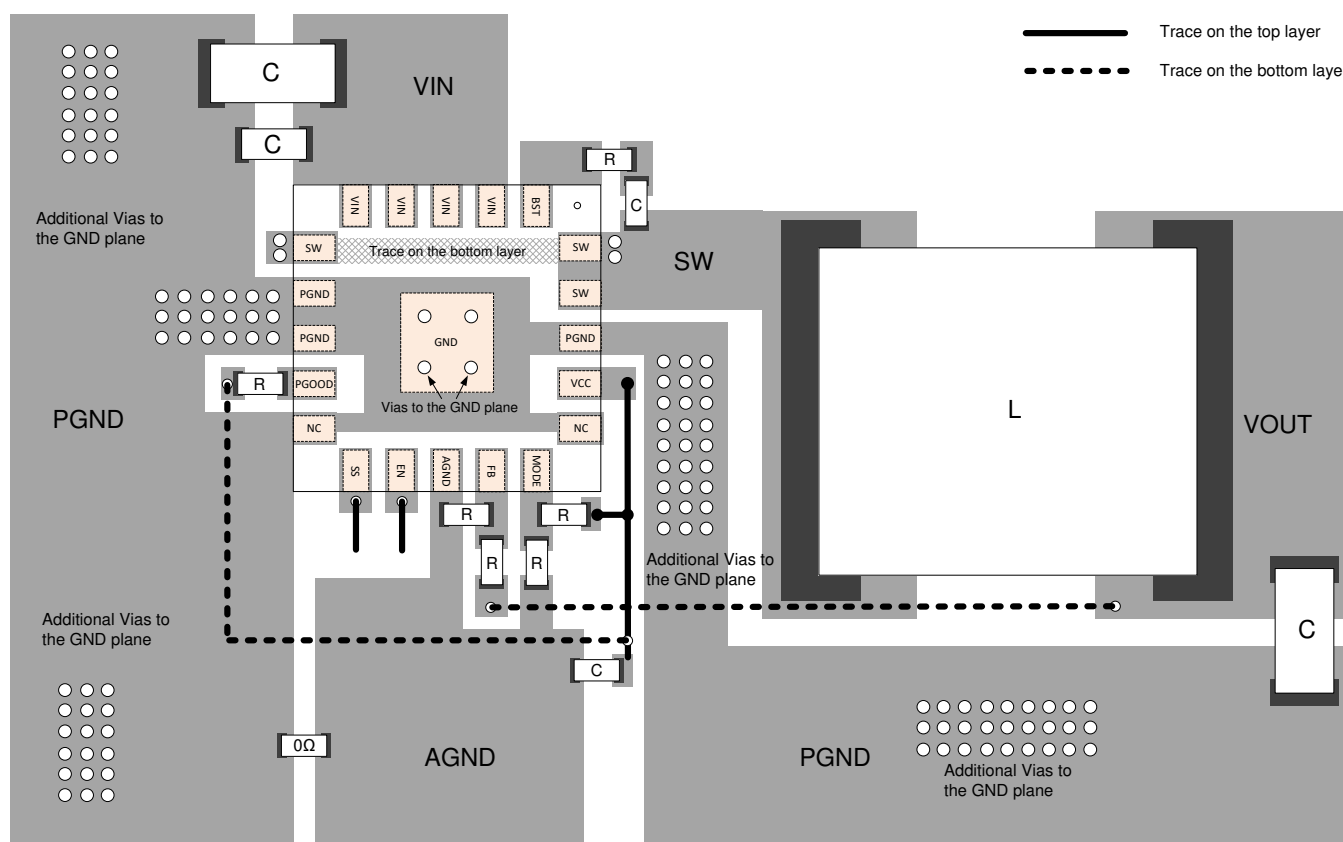 Trace on the top layer
C
VIN
Trace on the bottom laye
C
R
VIN
VIN
VIN
VIN
BST
C
Additional Vias to
the GND plane
SW
Trace on the bottom layer
SW
SW
PGND
SW
PGND
GND
PGND
R
PGOOD
VCC
Vias to the GND plane
L
PGND
NC
NC
VOUT
SS
EN
AGND
FB
MODE
R
R
R
R
Additional Vias to
the GND plane
Additional Vias to
the GND plane
C
C
0Ω
AGND
PGND
Additional Vias to
the GND plane